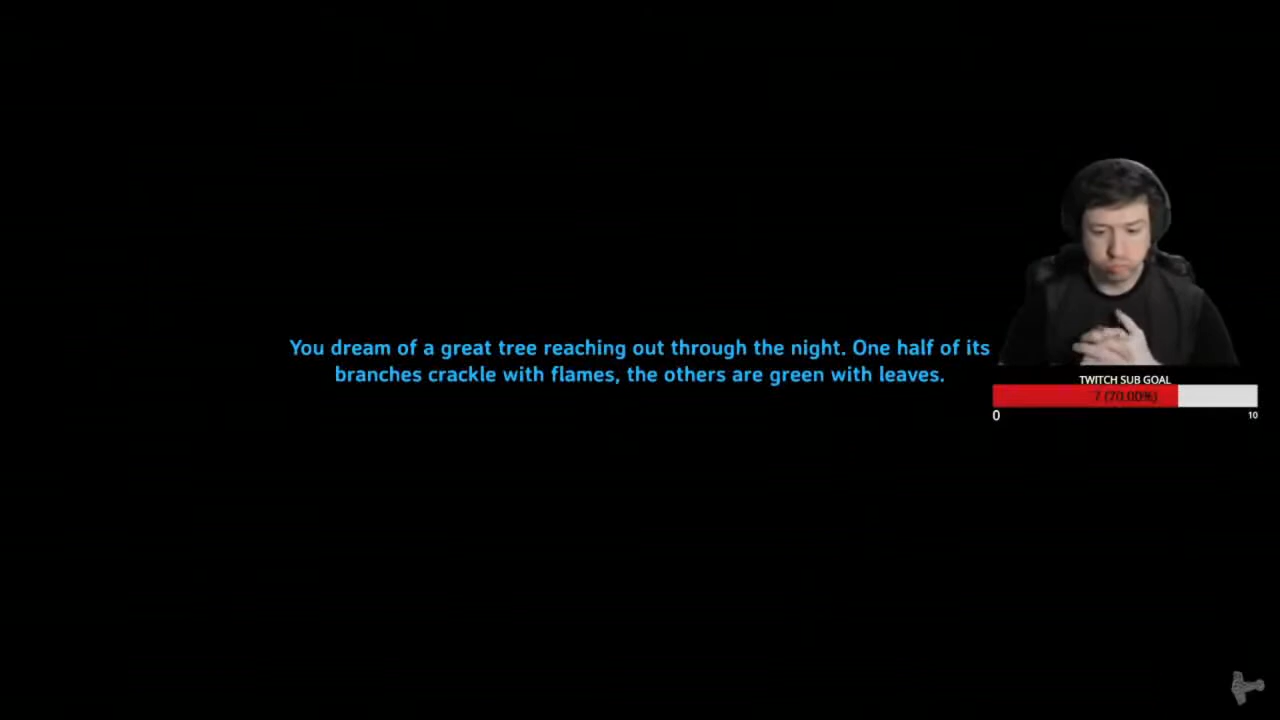 You dream of a great tree reaching out through the night. One half of its
branches crackle with flames, the others are green with leaves.
TWITCH SUB GOAL
7 (70.00%)
0
10